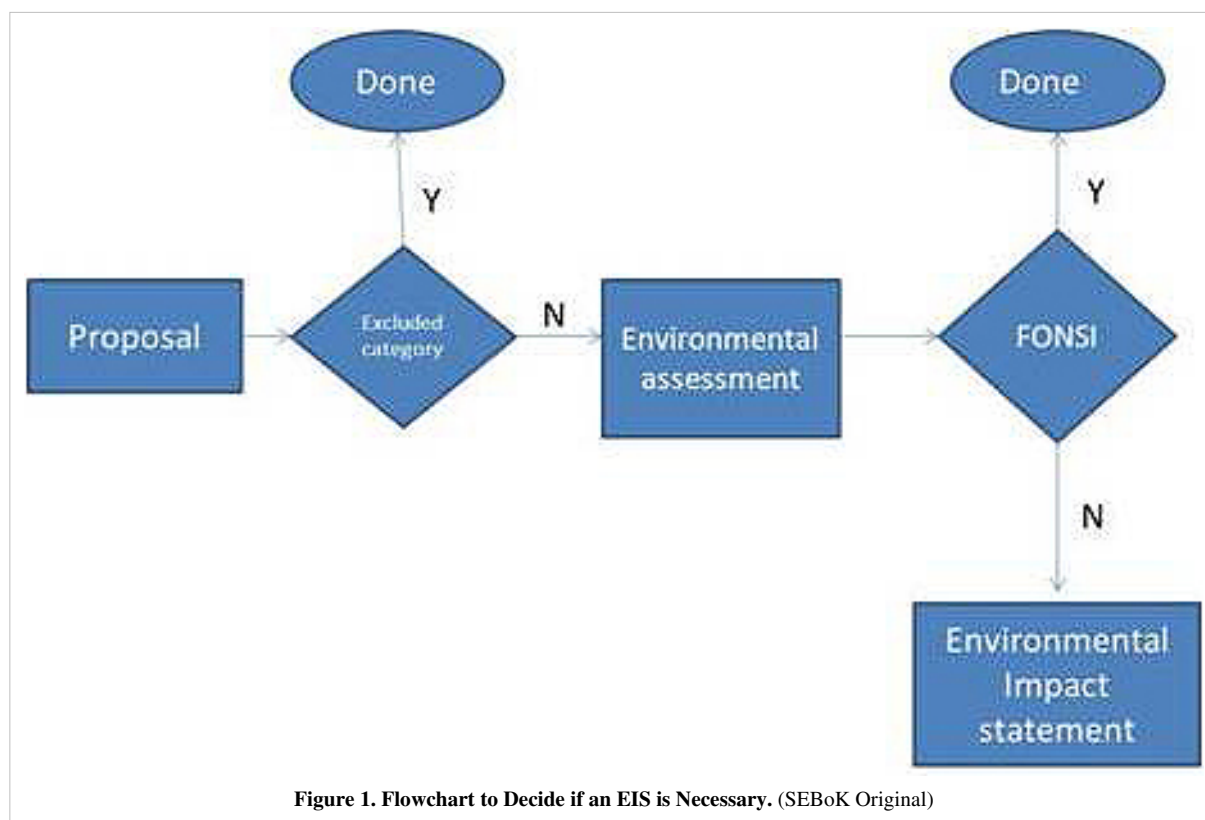 Done
Done
Y
Y
Proposal
Excluded
category
N
Environmental
assessment
FONSI
N
Environmental
Impact
statement
Figure 1. Flowchart to Decide if an EIS is Necessary. (SEBoK Original)